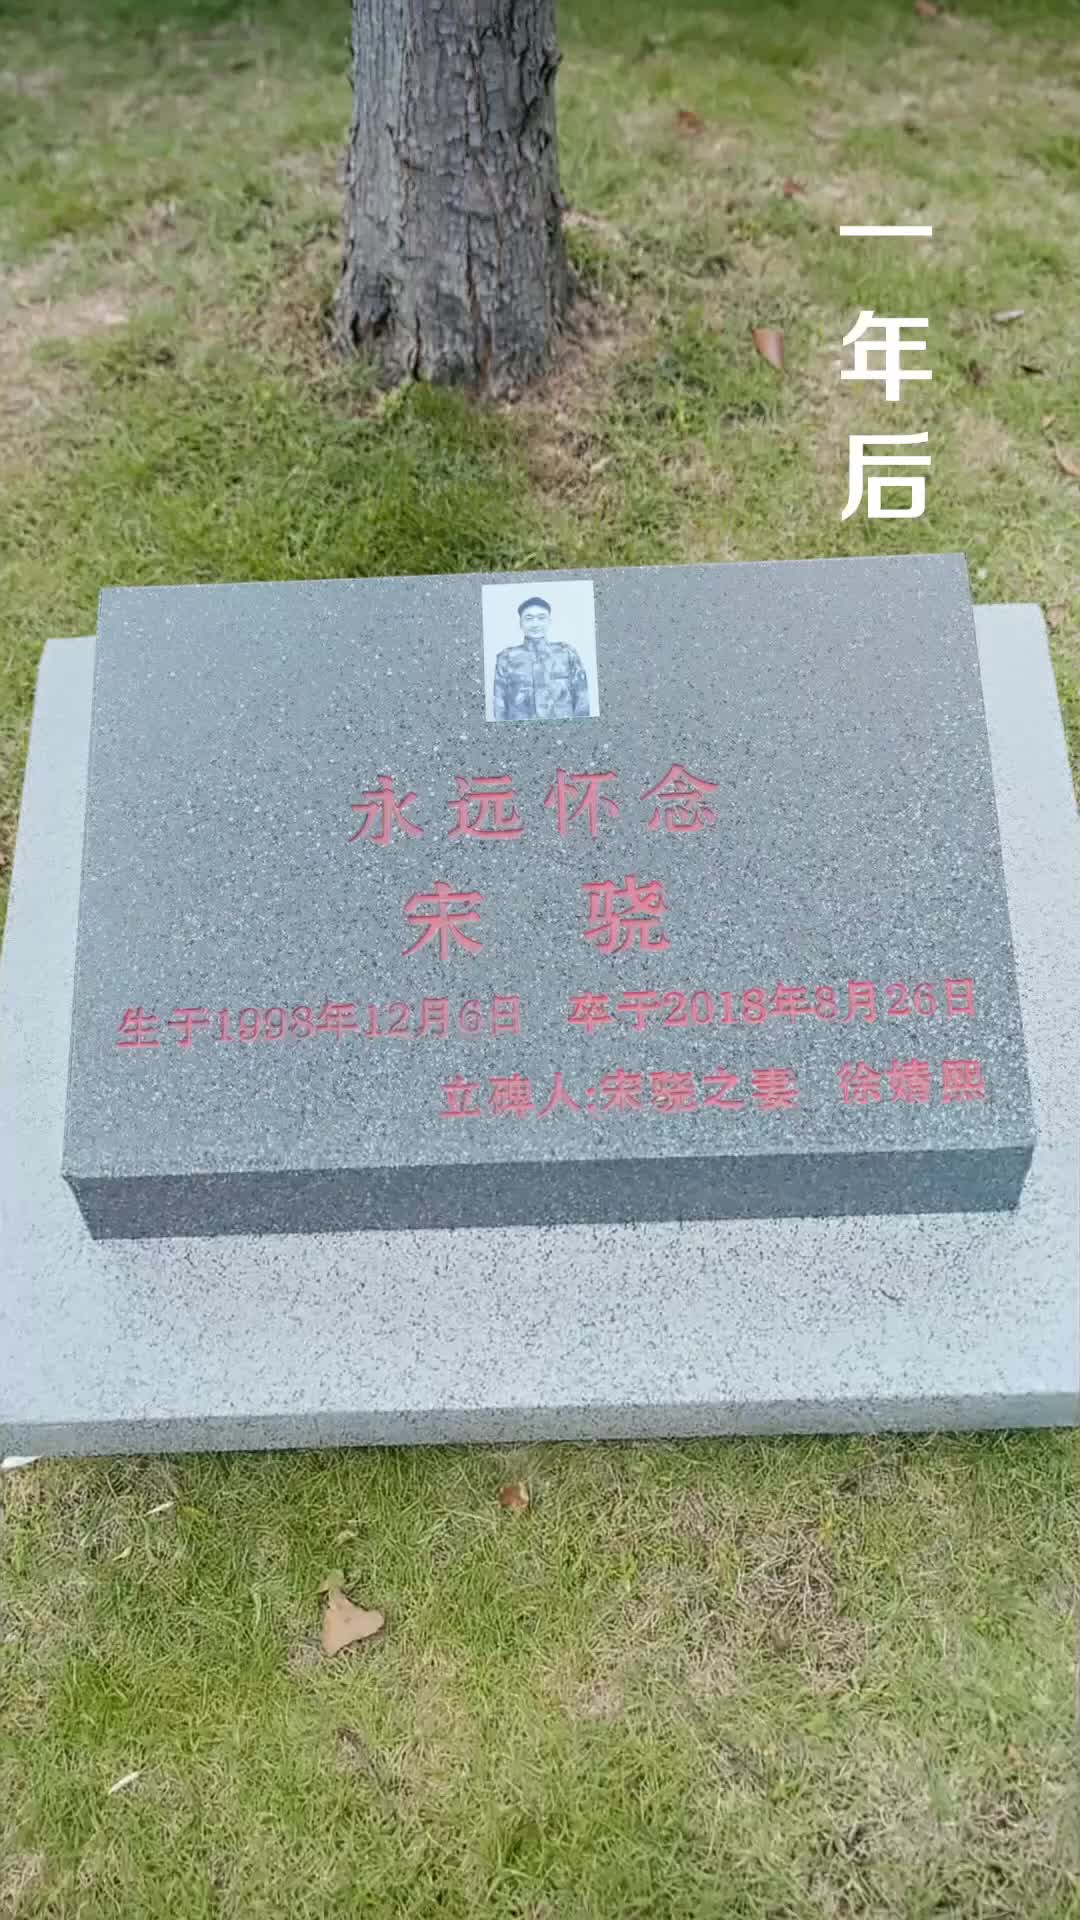 一年后
永远怀念
宋骁
生于1998年12月6日 卒于2018年8月26日
立碑人:宋骁之妻 徐婧熙